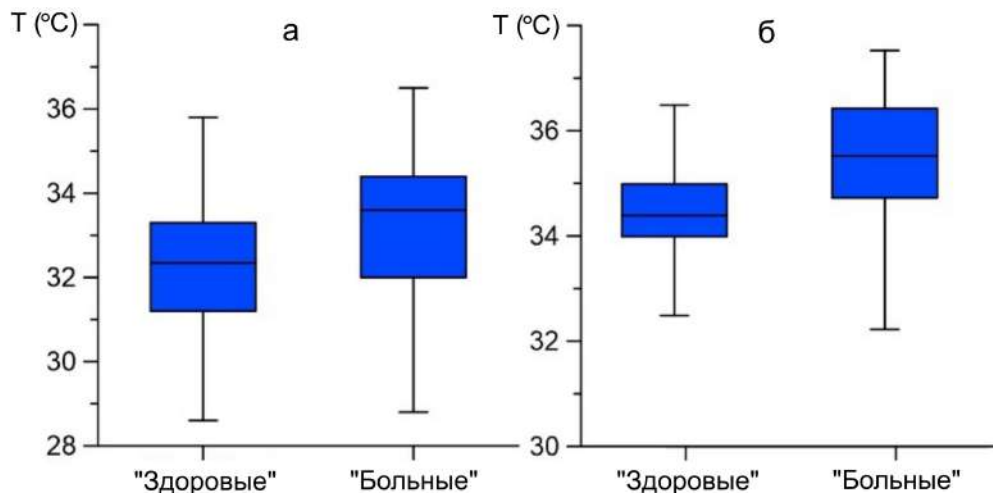 T (°C)
а
36
34
32
30
28
"Здоровые"
"Больные"
T (°C)
б
36
34
32
30
"Здоровые"
"Больные"